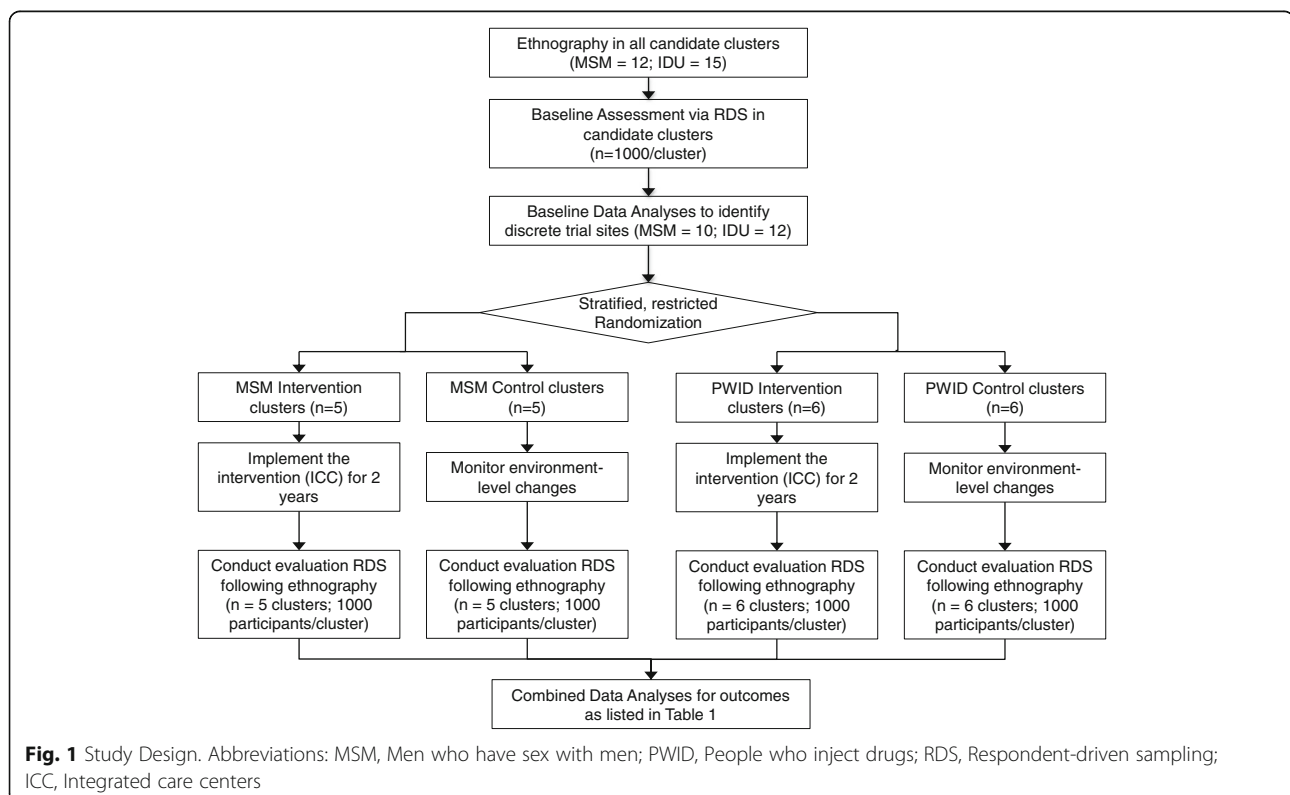 Ethnography in all candidate clusters
(MSM = 12; IDU = 15)
Baseline Assessment via RDS in
candidate clusters
(n=1000/cluster)
Baseline Data Analyses to identify
discrete trial sites (MSM = 10; IDU = 12)
Stratified, restricted
Randomization
MSM Intervention
clusters (n=5)
MSM Control clusters
(n=5)
PWID Intervention
clusters (n=6)
PWID Control clusters
(n=6)
Implement the
intervention (ICC) for 2
years
Monitor environment-
level changes
Implement the
intervention (ICC) for 2
years
Monitor environment-
level changes
Conduct evaluation RDS
following ethnography
(n = 5 clusters; 1000
participants/cluster)
Conduct evaluation RDS
following ethnography
(n = 5 clusters; 1000
participants/cluster)
Conduct evaluation RDS
following ethnography
(n = 6 clusters; 1000
participants/cluster)
Conduct evaluation RDS
following ethnography
(n = 6 clusters; 1000
participants/cluster)
Combined Data Analyses for outcomes
as listed in Table 1
Fig. 1 Study Design. Abbreviations: MSM, Men who have sex with men; PWID, People who inject drugs; RDS, Respondent-driven sampling;
ICC, Integrated care centers